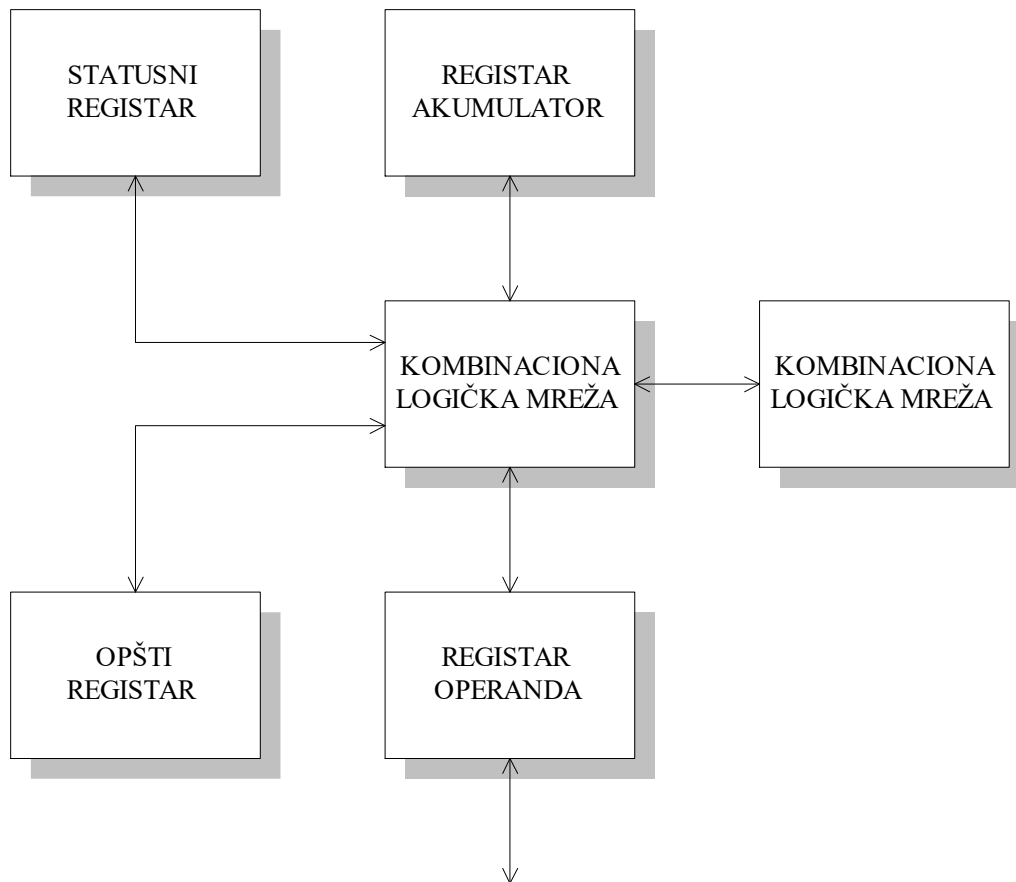 STATUSNI
REGISTAR
REGISTAR
AKUMULATOR
KOMBINACIONA
LOGIČKA MREŽA
KOMBINACIONA
LOGIČKA MREŽA
OPŠTI
REGISTAR
REGISTAR
OPERANDA